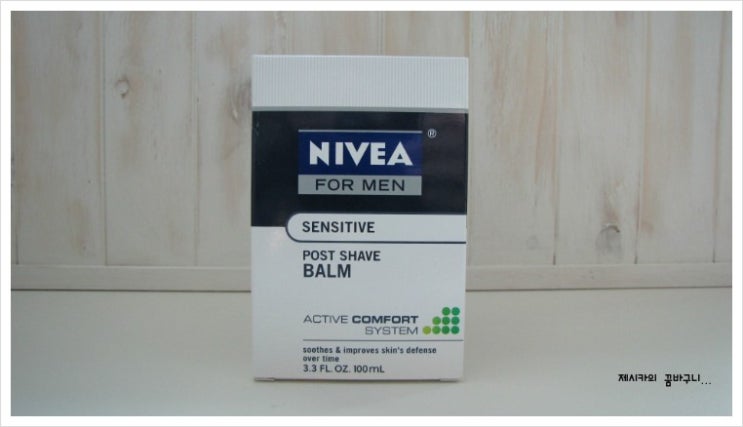 NIVEA ®
FOR MEN
SENSITIVE
POST SHAVE
BALM
ACTIVE COMFORT
SYSTEM
soothes & improves skin's defense
over time
3.3 FL. OZ. 100mL
제시카의 꿈바구니...